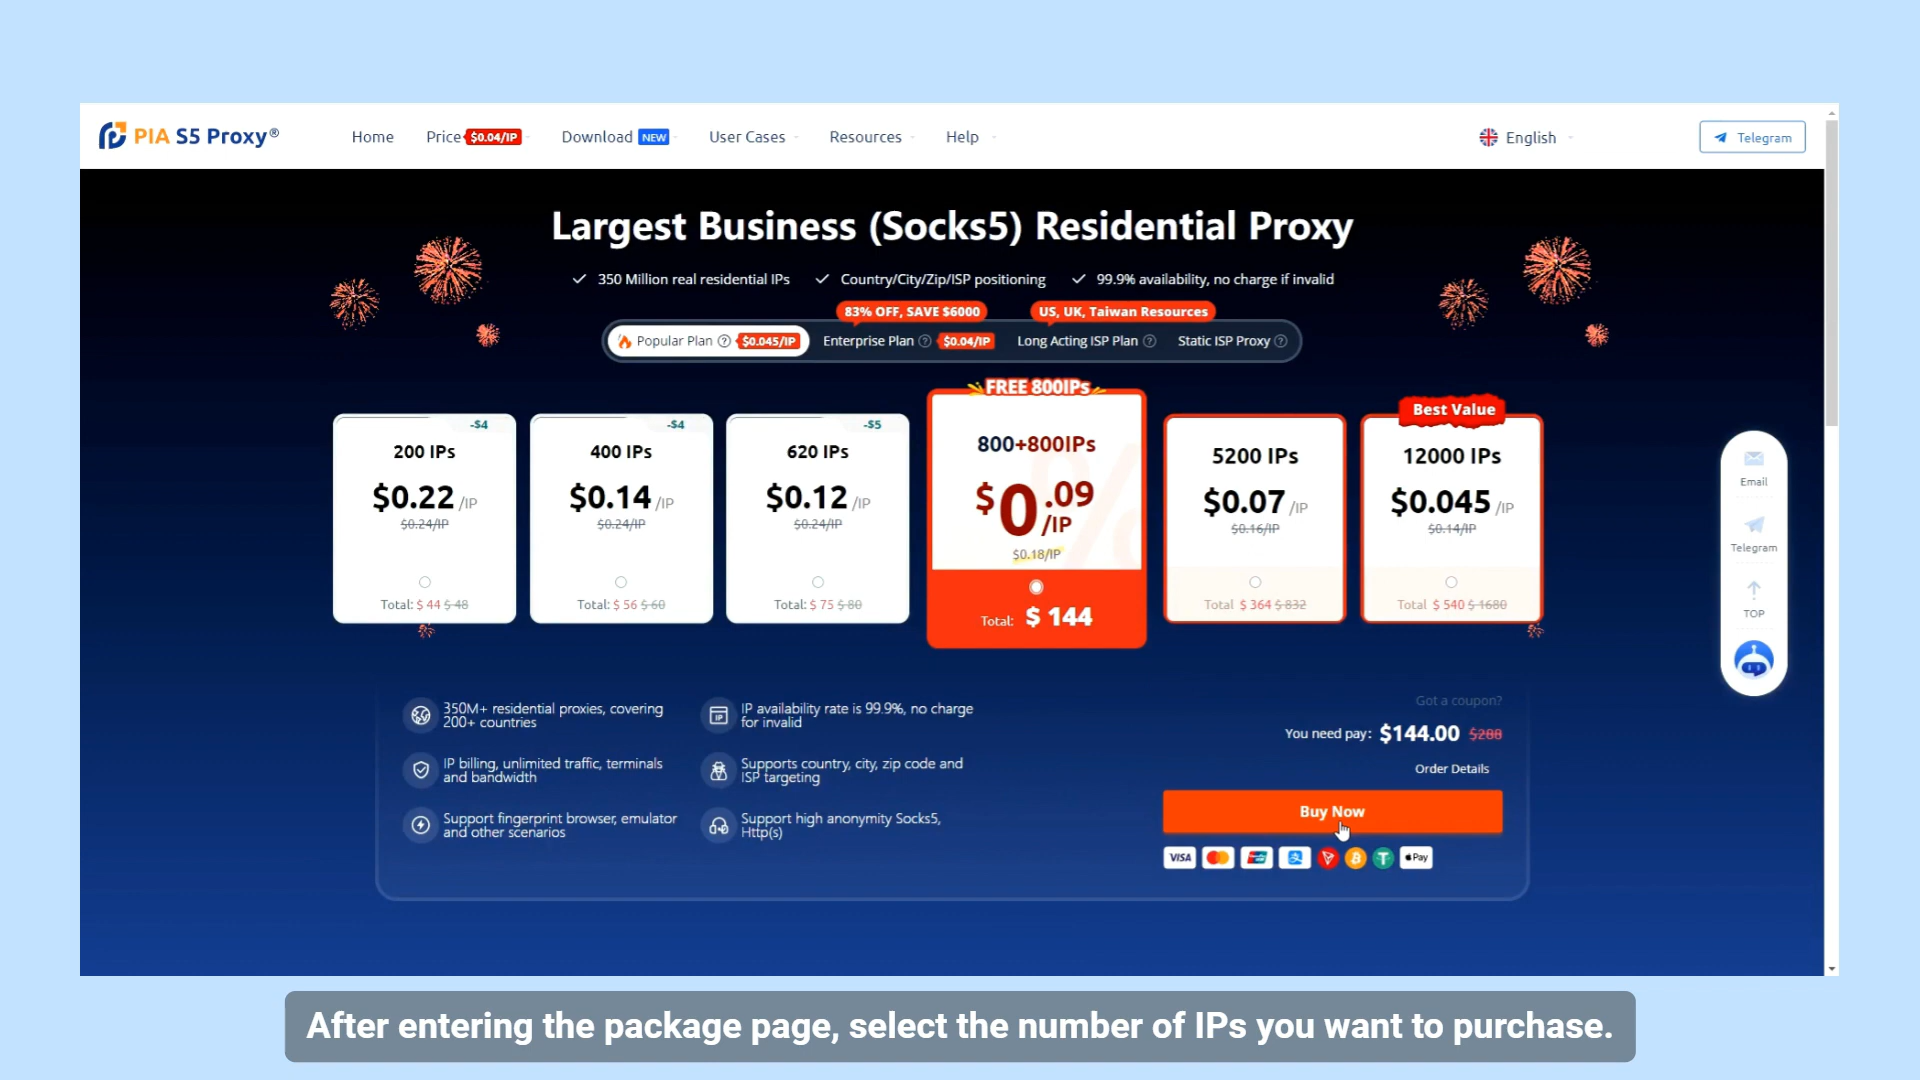 PIA S5 Proxy®
Home
Price $0.04/IP
Download NEW
User Cases
Resources
Help
English
Telegram
Largest Business (Socks5) Residential Proxy
350 Million real residential IPs
Country/City/Zip/ISP positioning
99.9% availability, no charge if invalid
83% OFF, SAVE $6000
US, UK, Taiwan Resources
Popular Plan ? $0.045/IP
Enterprise Plan ? $0.04/IP
Long Acting ISP Plan ?
Static ISP Proxy ?
-$4
200 IPs
$0.22 /IP
$0.24/IP
Total: $ 44 $ 48
-$4
400 IPs
$0.14 /IP
$0.24/IP
Total: $ 56 $ 60
-$5
620 IPs
$0.12 /IP
$0.24/IP
Total: $ 75 $ 80
FREE 800IPs
800+800IPs
$0.09 /IP
$0.18/IP
Total: $ 144
5200 IPs
$0.07 /IP
$0.16/IP
Total $ 364 $ 832
Best Value
12000 IPs
$0.045 /IP
$0.14/IP
Total $ 540 $ 1680
Email
Telegram
TOP
350M+ residential proxies, covering
200+ countries
IP availability rate is 99.9%, no charge
for invalid
IP billing, unlimited traffic, terminals
and bandwidth
Supports country, city, zip code and
ISP targeting
Support fingerprint browser, emulator
and other scenarios
Support high anonymity Socks5,
Http(s)
IP
Got a coupon?
You need pay: $144.00 $288
Order Details
Buy Now
VISA
Pay
After entering the package page, select the number of IPs you want to purchase.